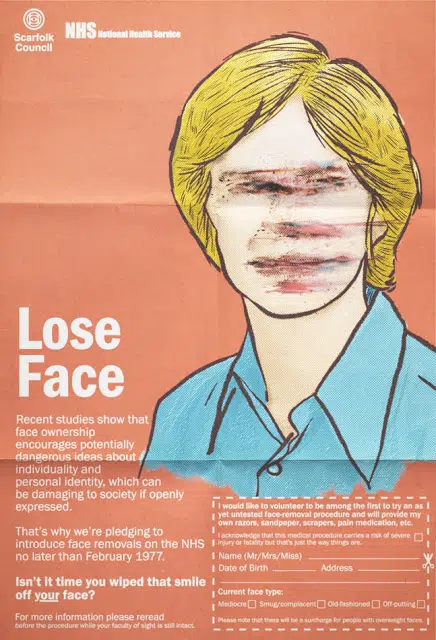 Scarfolk
Council
NHS National Health Service
Lose
Face
Recent studies show that
face ownership
encourages potentially
dangerous ideas about
individuality and
personal identity, which can
be damaging to society if openly
expressed.
That's why we're pledging to
introduce face removals on the NHS
no later than February 1977.
Isn't it time you wiped that smile
off your face?
For more information please reread
before the procedure while your faculty of sight is still intact.
I would like to volunteer to be among the first to try an as
yet untested face-removal procedure and will provide my
own razors, sandpaper, scrapers, pain medication, etc.
I acknowledge that this medical procedure carries a risk of severe
injury or fatality but that's just the way things are.
Name (Mr/Mrs/Miss)
Date of Birth Address
Current face type:
Mediocre Smug/complacent Old-fashioned Off-putting
Please note that there will be a surcharge for people with overweight faces.